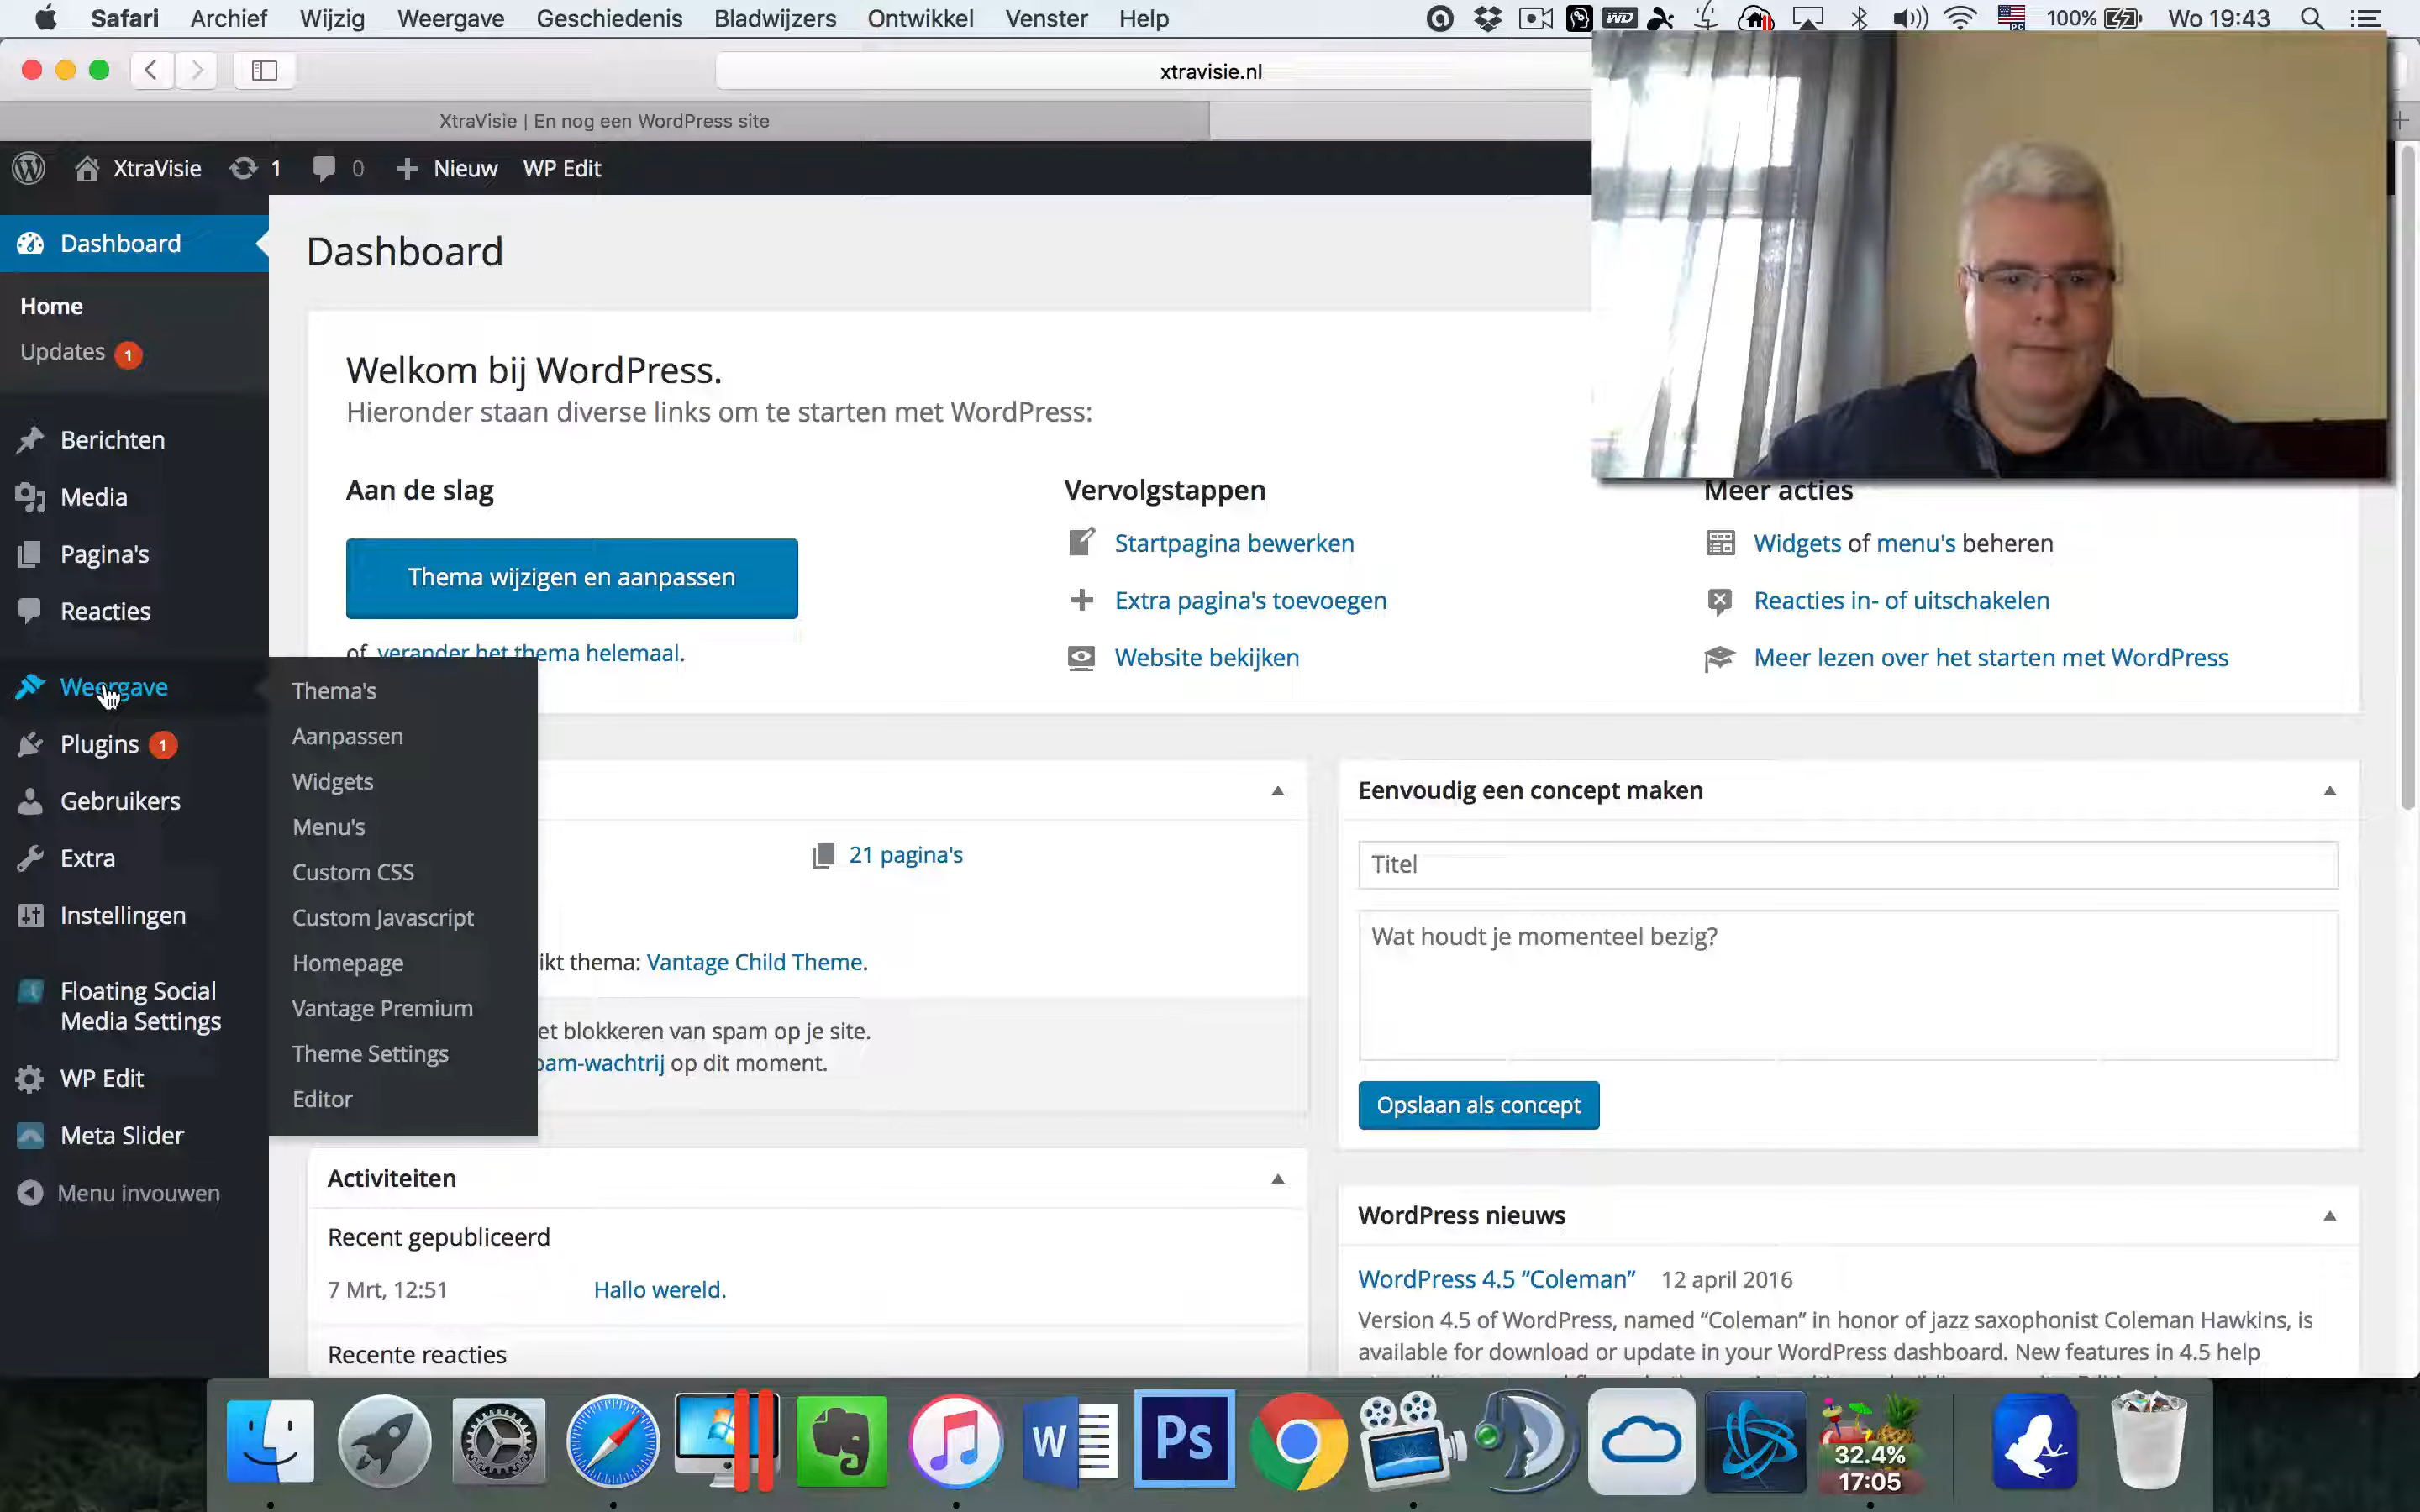 Safari Archief Wijzig Weergave Geschiedenis Bladwijzers Ontwikkel Venster Help
WD 100% Wo 19:43
xtravisie.nl
XtraVisie | En nog een WordPress site
XtraVisie 1 0 Nieuw WP Edit
Dashboard
Home
Updates 1
Berichten
Media
Pagina's
Reacties
Weergave
Plugins 1
Gebruikers
Extra
Instellingen
Floating Social
Media Settings
WP Edit
Meta Slider
Menu invouwen
Thema's
Aanpassen
Widgets
Menu's
Custom CSS
Custom Javascript
Homepage
Vantage Premium
Theme Settings
Editor
Dashboard
Welkom bij WordPress.
Hieronder staan diverse links om te starten met WordPress:
Aan de slag
Thema wijzigen en aanpassen
of verander het thema helemaal.
Vervolgstappen
Startpagina bewerken
Extra pagina's toevoegen
Website bekijken
Meer acties
Widgets of menu's beheren
Reacties in- of uitschakelen
Meer lezen over het starten met WordPress
21 pagina's
ikt thema: Vantage Child Theme.
et blokkeren van spam op je site.
pam-wachtrij op dit moment.
Activiteiten
Recent gepubliceerd
7 Mrt, 12:51 Hallo wereld.
Recente reacties
Eenvoudig een concept maken
Titel
Wat houdt je momenteel bezig?
Opslaan als concept
WordPress nieuws
WordPress 4.5 “Coleman” 12 april 2016
Version 4.5 of WordPress, named “Coleman” in honor of jazz saxophonist Coleman Hawkins, is
available for download or update in your WordPress dashboard. New features in 4.5 help
W
Ps
32.4%
17:05